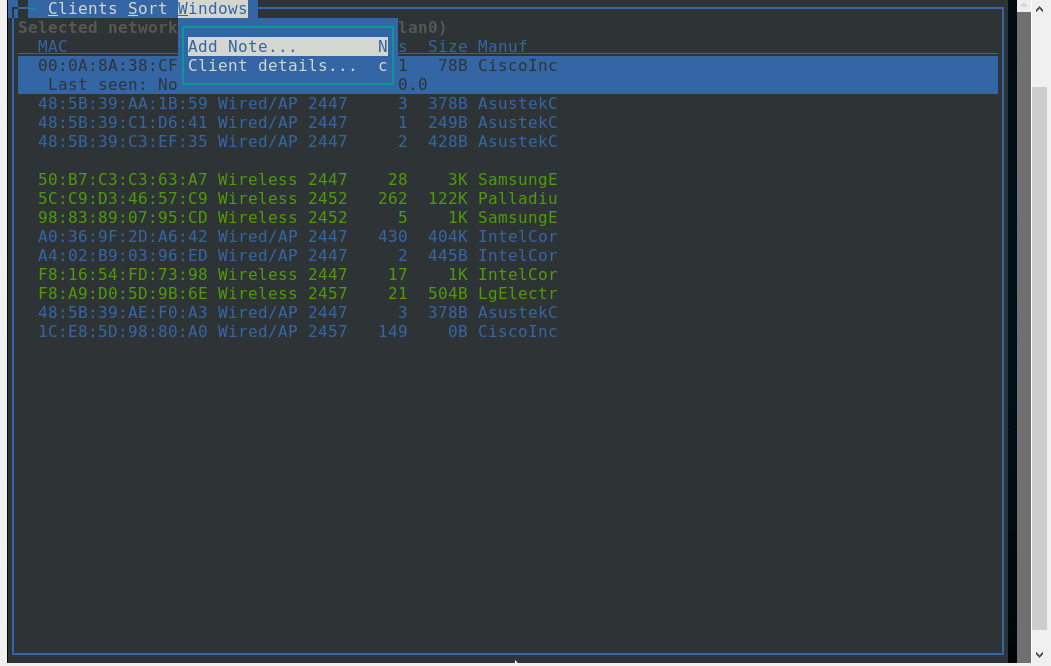 ~ Clients Sort Windows
Selected network lan0)
MAC s Size Manuf
Add Note... N
Client details... c
00:0A:8A:38:CF 1 78B CiscoInc
Last seen: No 0.0
48:5B:39:AA:1B:59 Wired/AP 2447 3 378B AsustekC
48:5B:39:C1:D6:41 Wired/AP 2447 1 249B AsustekC
48:5B:39:C3:EF:35 Wired/AP 2447 2 428B AsustekC
50:B7:C3:C3:63:A7 Wireless 2447 28 3K SamsungE
5C:C9:D3:46:57:C9 Wireless 2452 262 122K Palladiu
98:83:89:07:95:CD Wireless 2452 5 1K SamsungE
A0:36:9F:2D:A6:42 Wired/AP 2447 430 404K IntelCor
A4:02:B9:03:96:ED Wired/AP 2447 2 445B IntelCor
F8:16:54:FD:73:98 Wireless 2447 17 1K IntelCor
F8:A9:D0:5D:9B:6E Wireless 2457 21 504B LgElectr
48:5B:39:AE:F0:A3 Wired/AP 2447 3 378B AsustekC
1C:E8:5D:98:80:A0 Wired/AP 2457 149 0B CiscoInc